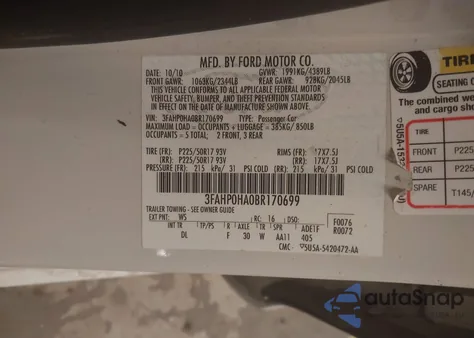 MFD. BY FORD MOTOR CO.
DATE: 10/10 GVWR: 1991KG/4389LB
FRONT GAWR: 1063KG/2344LB REAR GAWR: 928KG/2045LB
THIS VEHICLE CONFORMS TO ALL APPLICABLE FEDERAL MOTOR
VEHICLE SAFETY, BUMPER, AND THEFT PREVENTION STANDARDS
IN EFFECT ON THE DATE OF MANUFACTURE SHOWN ABOVE.
VIN: 3FAHP0HA0BR170699 TYPE: Passenger Car
MAXIMUM LOAD = OCCUPANTS + LUGGAGE = 385KG/850LB
OCCUPANTS = 5 TOTAL: 2 FRONT, 3 REAR
TIRE (FR): P225/50R17 93V RIMS (FR) 17X7.5J
TIRE (RR): P225/50R17 93V (RR) 17X7.5J
PRESSURE (FR) 215 kPa/ 31 PSI COLD (RR) 215 kPa/ 31 PSI COLD
3FAHP0HA0BR170699
TRAILER TOWING - SEE OWNER GUIDE
EXT PNT: WS RC: 16 DSO: F0076
R0072
INT TR TP/PS R AXLE TR SPR ADE1F
DL F 30 W AA11 405
5U5A-5420472-AA
TIRE
SEATING
The combined
and cargo
TIRE
FRONT P225
REAR P225
SPARE T145/
autoSnap